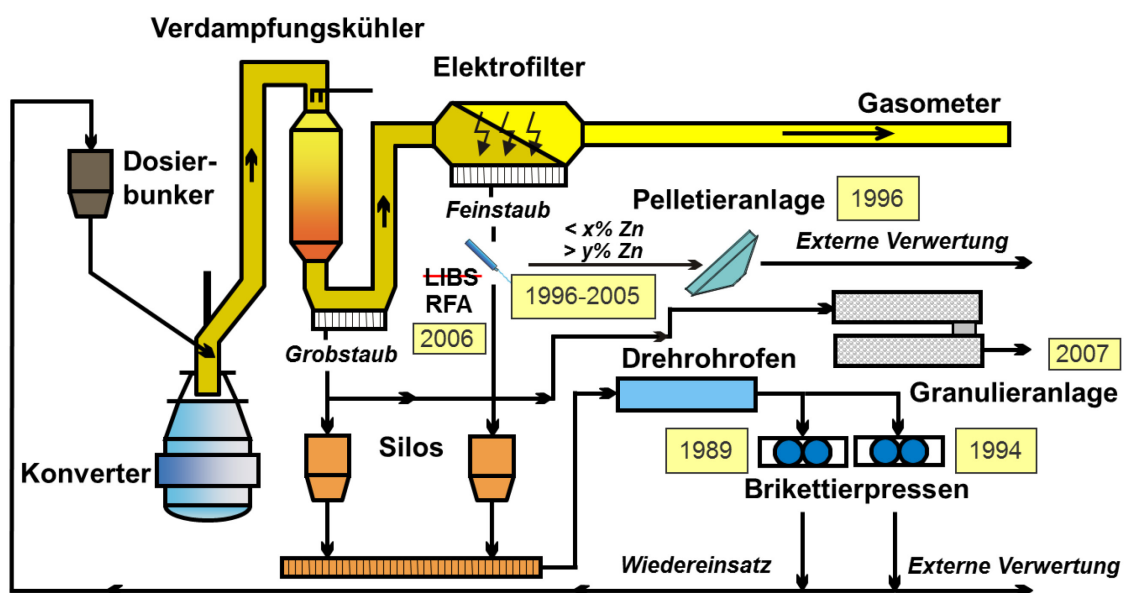 Verdampfungskühler
Elektrofilter
Gasometer
Dosier-
bunker
Feinstaub
Pelletieranlage
1996
< x% Zn
> y% Zn
Externe Verwertung
LIBS
RFA
1996-2005
2006
Grobstaub
Drehrohrofen
2007
Granulieranlage
Silos
1989
1994
Konverter
Brikettierpressen
Wiedereinsatz
Externe Verwertung